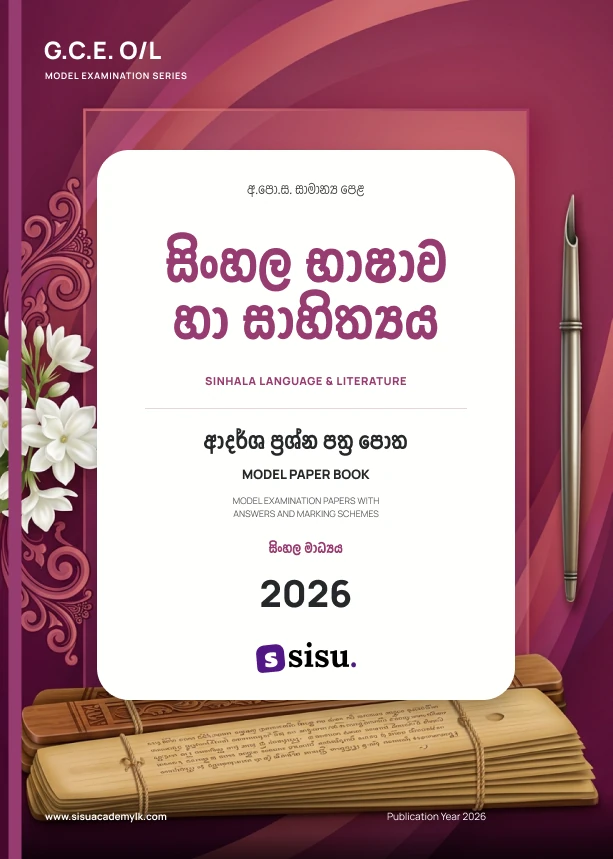 G.C.E. O/L
MODEL EXAMINATION SERIES
අ.පො.ස. සාමාන්‍ය පෙළ
සිංහල භාෂාව
හා සාහිත්‍යය
SINHALA LANGUAGE & LITERATURE
ආදර්ශ ප්‍රශ්න පත්‍ර පොත
MODEL PAPER BOOK
MODEL EXAMINATION PAPERS WITH
ANSWERS AND MARKING SCHEMES
සිංහල මාධ්‍යය
2026
s sisu.
www.sisuacademylk.com
Publication Year 2026